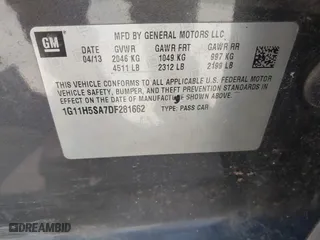 GM
MFD BY GENERAL MOTORS LLC
DATE GVWR GAWR FRT GAWR RR
04/13 2046 KG 1049 KG 997 KG
4511 LB 2312 LB 2199 LB
THIS VEHICLE CONFORMS TO ALL APPLICABLE U.S. FEDERAL MOTOR
VEHICLE SAFETY, BUMPER, AND THEFT PREVENTION STANDARDS IN
EFFECT ON THE DATE OF MANUFACTURE SHOWN ABOVE.
1G11H5SA7DF281662 TYPE: PASS CAR
DREAMBID